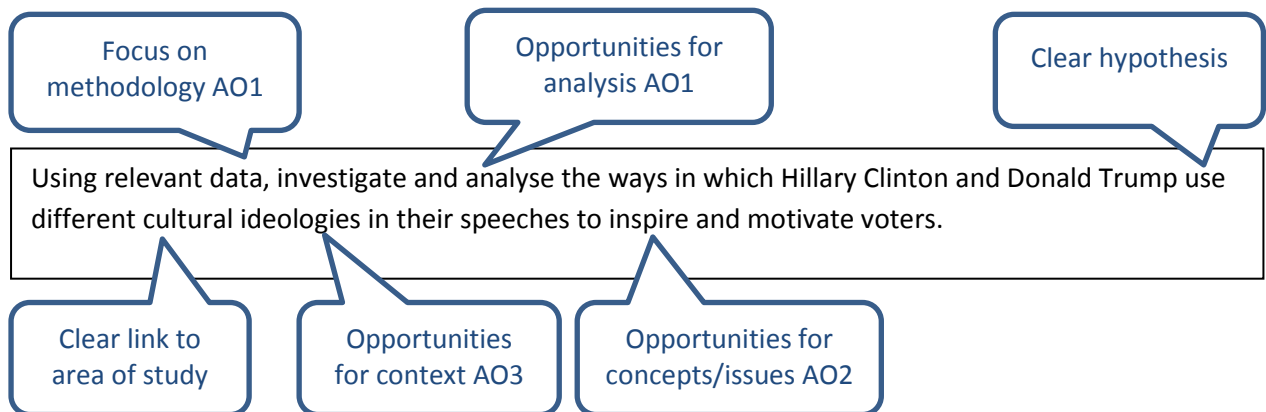 Focus on
methodology AO1
Opportunities for
analysis AO1
Clear hypothesis
Using relevant data, investigate and analyse the ways in which Hillary Clinton and Donald Trump use
different cultural ideologies in their speeches to inspire and motivate voters.
Clear link to
area of study
Opportunities
for context AO3
Opportunities for
concepts/issues AO2